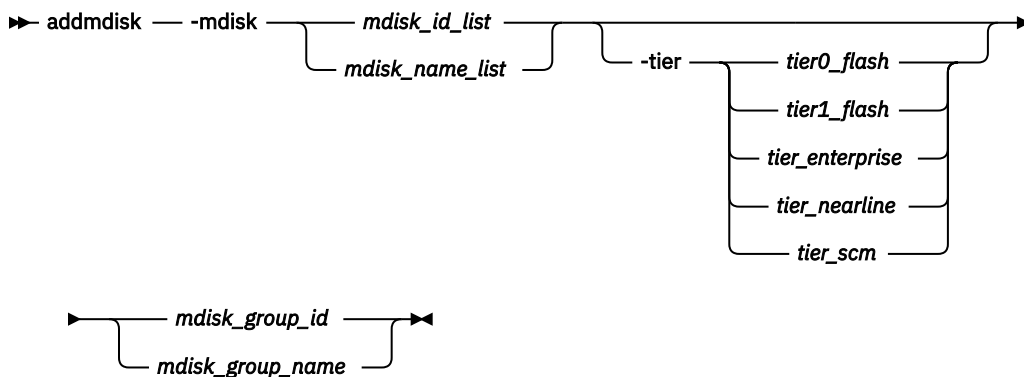 addmdisk -mdisk mdisk_id_list
mdisk_name_list
-tier tier0_flash
tier1_flash
tier_enterprise
tier_nearline
tier_scm
mdisk_group_id
mdisk_group_name